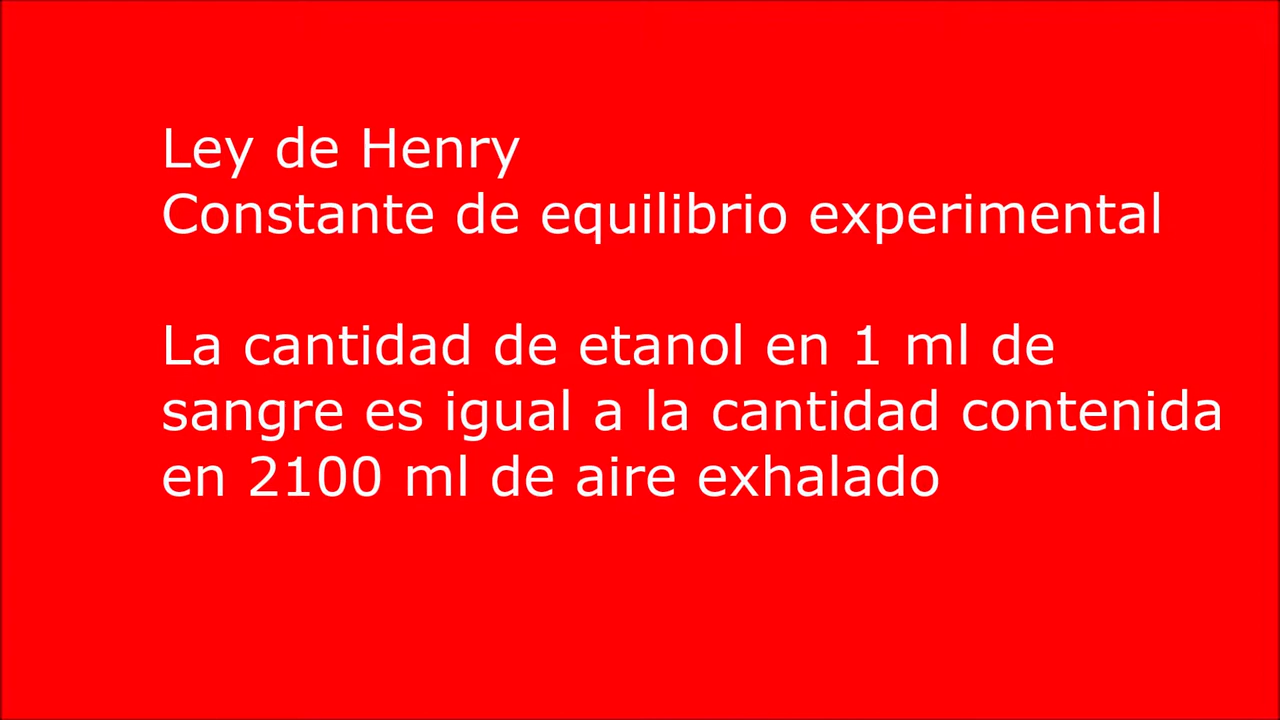 Ley de Henry
Constante de equilibrio experimental
La cantidad de etanol en 1 ml de
sangre es igual a la cantidad contenida
en 2100 ml de aire exhalado